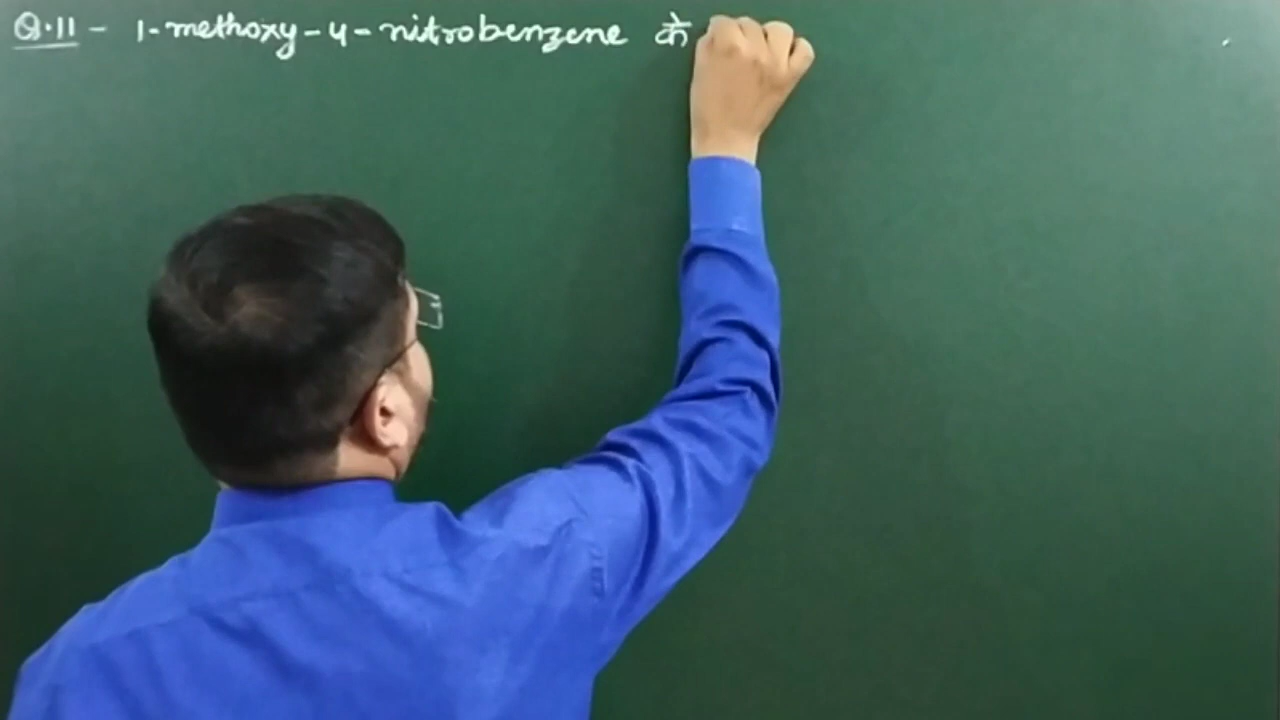 Q.11 - 1-methoxy-4-nitrobenzene के